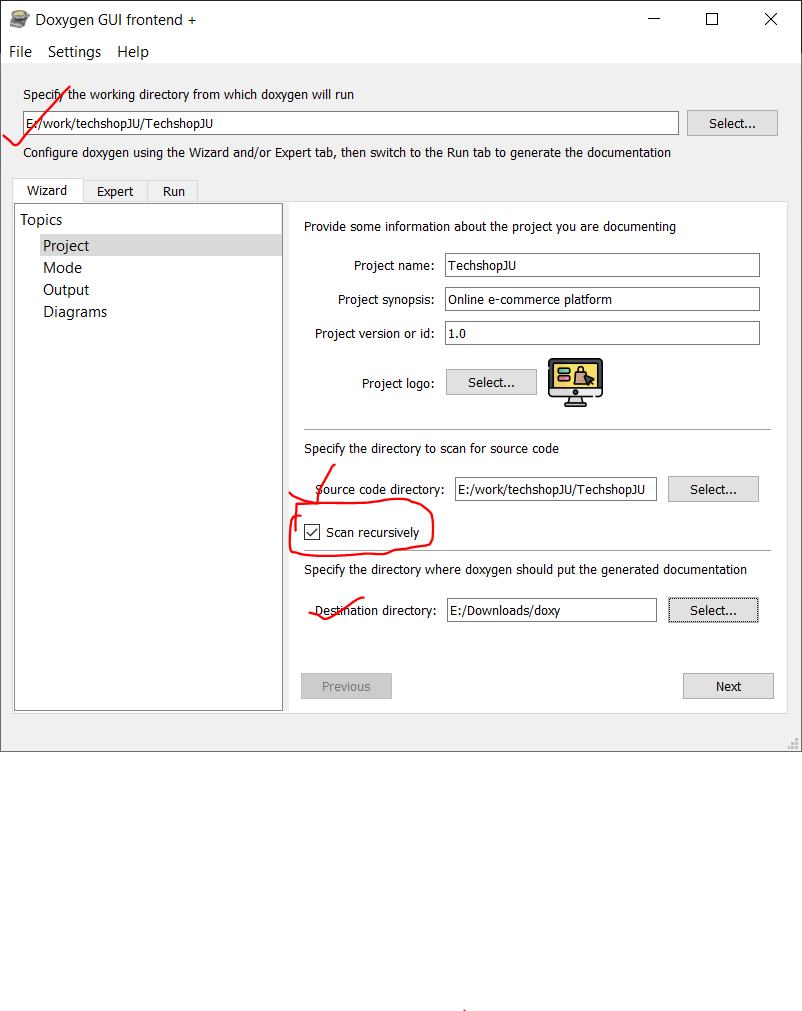 Doxygen GUI frontend +
File Settings Help
Specify the working directory from which doxygen will run
E:/work/techshopJU/TechshopJU Select...
Configure doxygen using the Wizard and/or Expert tab, then switch to the Run tab to generate the documentation
Wizard Expert Run
Topics
Project
Mode
Output
Diagrams
Provide some information about the project you are documenting
Project name: TechshopJU
Project synopsis: Online e-commerce platform
Project version or id: 1.0
Project logo: Select...
Specify the directory to scan for source code
Source code directory: E:/work/techshopJU/TechshopJU Select...
Scan recursively
Specify the directory where doxygen should put the generated documentation
Destination directory: E:/Downloads/doxy Select...
Previous Next